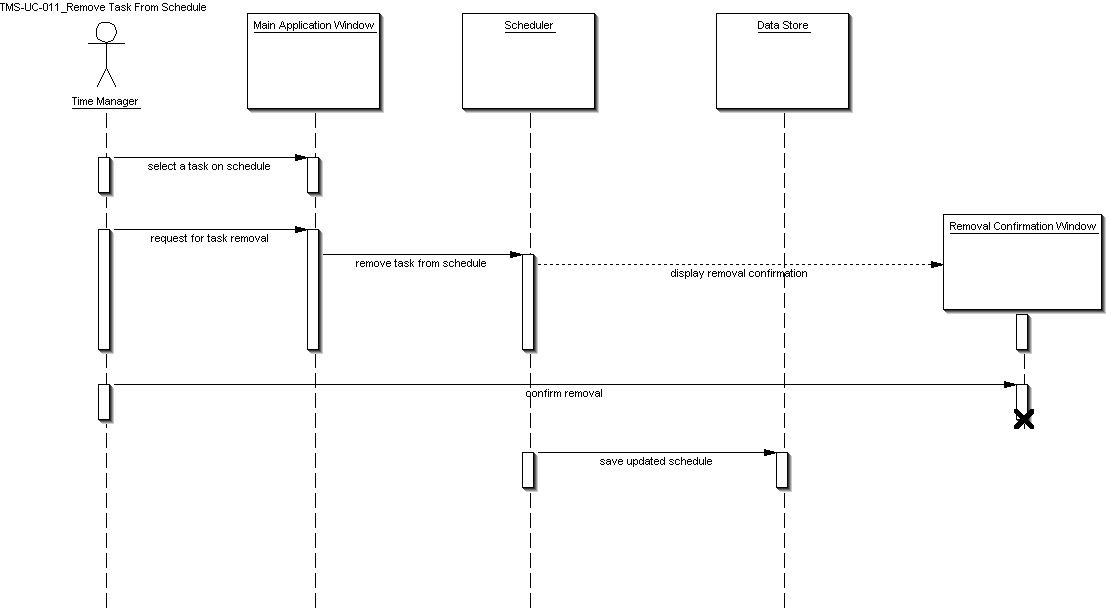 TMS-UC-011_Remove Task From Schedule
Time Manager
Main Application Window
Scheduler
Data Store
select a task on schedule
Removal Confirmation Window
request for task removal
remove task from schedule
display removal confirmation
confirm removal
save updated schedule